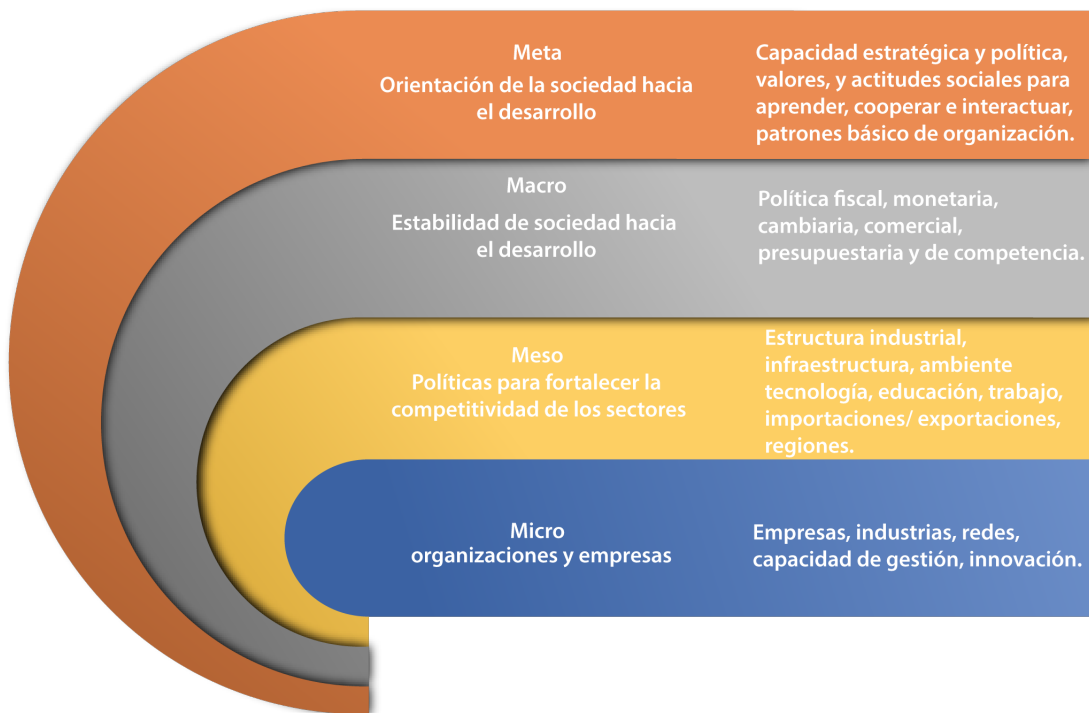 Meta
Orientación de la sociedad hacia
el desarrollo
Capacidad estratégica y política,
valores, y actitudes sociales para
aprender, cooperar e interactuar,
patrones básico de organización.
Macro
Estabilidad de sociedad hacia
el desarrollo
Política fiscal, monetaria,
cambiaria, comercial,
presupuestaria y de competencia.
Meso
Políticas para fortalecer la
competitividad de los sectores
Estructura industrial,
infraestructura, ambiente
tecnología, educación, trabajo,
importaciones/ exportaciones,
regiones.
Micro
organizaciones y empresas
Empresas, industrias, redes,
capacidad de gestión, innovación.